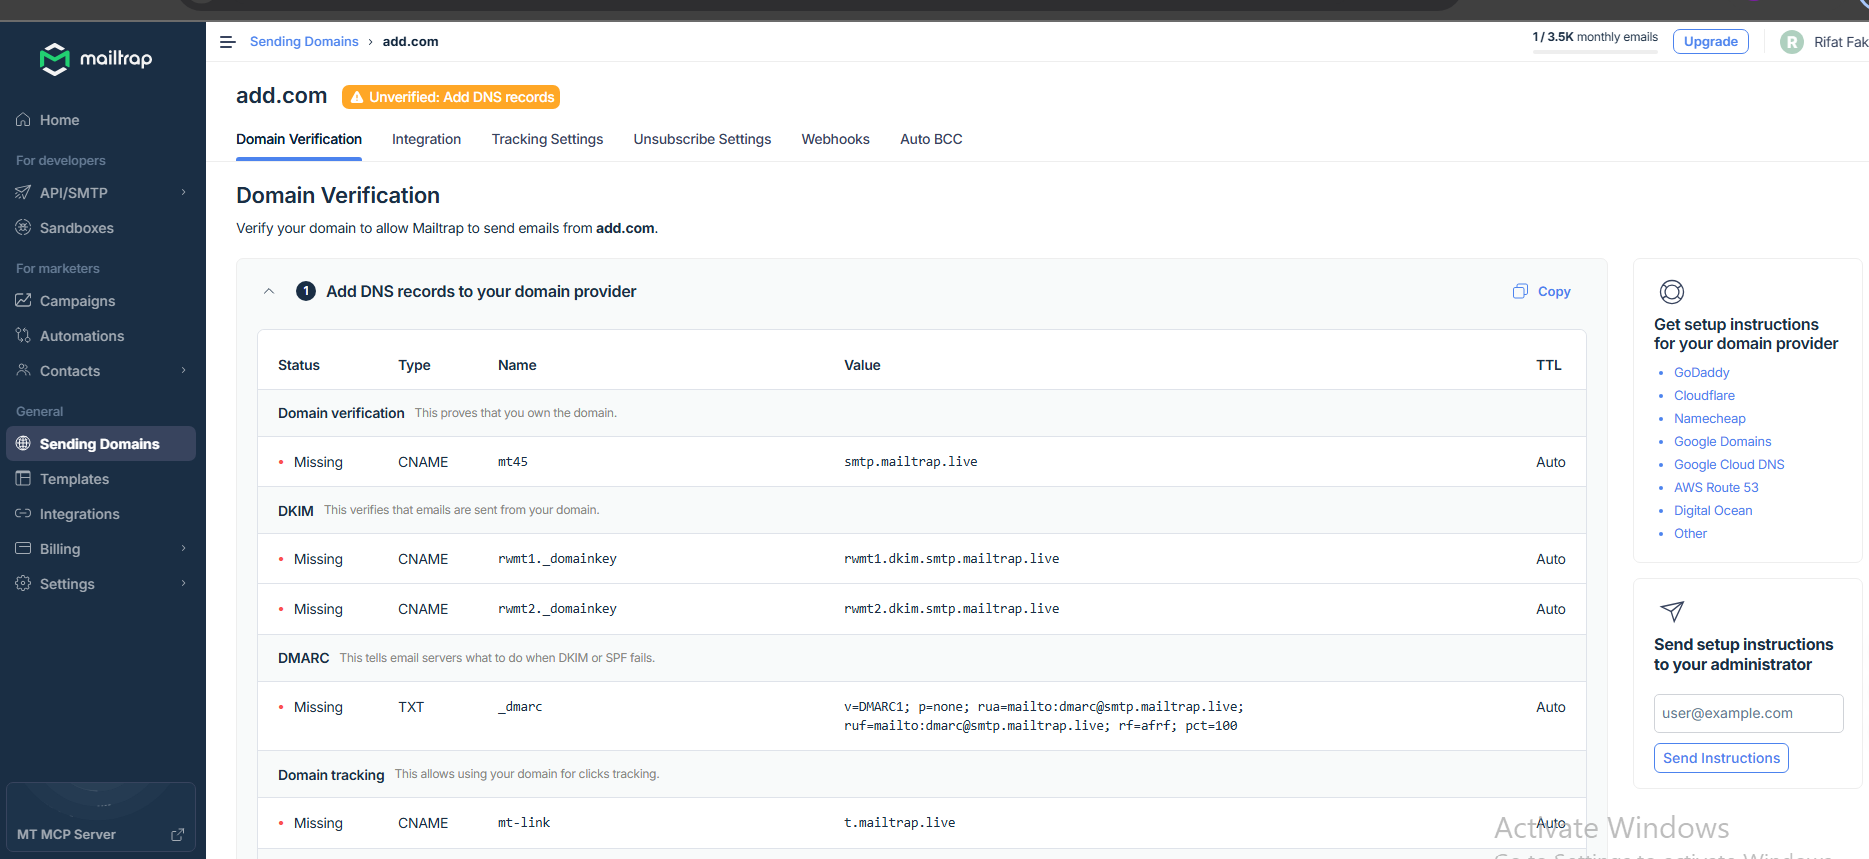 mailtrap
Home
For developers
API/SMTP
Sandboxes
For marketers
Campaigns
Automations
Contacts
General
Sending Domains
Templates
Integrations
Billing
Settings
MT MCP Server
Sending Domains › add.com
1 / 3.5K monthly emails
Upgrade
R Rifat Fak
add.com Unverified: Add DNS records
Domain Verification Integration Tracking Settings Unsubscribe Settings Webhooks Auto BCC
Domain Verification
Verify your domain to allow Mailtrap to send emails from add.com.
1 Add DNS records to your domain provider Copy
Status Type Name Value TTL
Domain verification This proves that you own the domain.
Missing CNAME mt45 smtp.mailtrap.live Auto
DKIM This verifies that emails are sent from your domain.
Missing CNAME rwmt1._domainkey rwmt1.dkim.smtp.mailtrap.live Auto
Missing CNAME rwmt2._domainkey rwmt2.dkim.smtp.mailtrap.live Auto
DMARC This tells email servers what to do when DKIM or SPF fails.
Missing TXT _dmarc v=DMARC1; p=none; rua=mailto:dmarc@smtp.mailtrap.live; Auto
ruf=mailto:dmarc@smtp.mailtrap.live; rf=afrf; pct=100
Domain tracking This allows using your domain for clicks tracking.
Missing CNAME mt-link t.mailtrap.live Auto
Get setup instructions
for your domain provider
• GoDaddy
• Cloudflare
• Namecheap
• Google Domains
• Google Cloud DNS
• AWS Route 53
• Digital Ocean
• Other
Send setup instructions
to your administrator
user@example.com
Send Instructions
Activate Windows
Go to Settings to activate Windows.